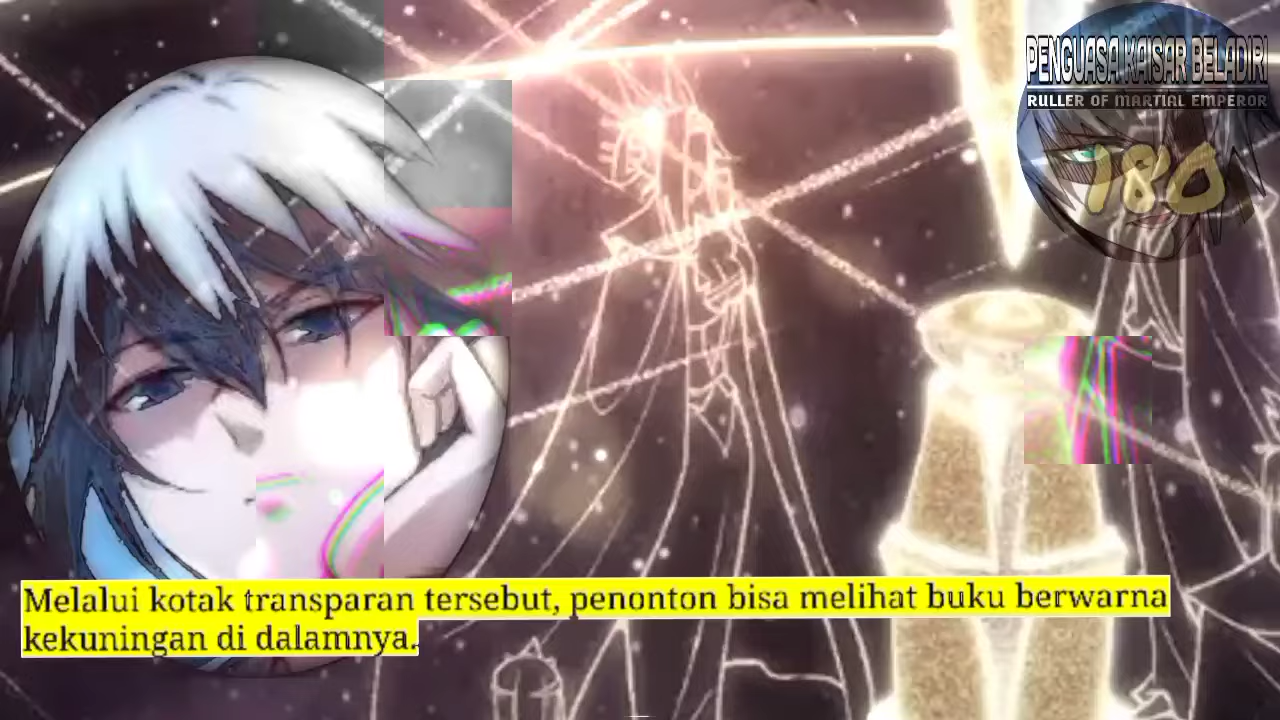 PENGUASA KAISAR BELADIRI
RULLER OF MARTIAL EMPEROR
780
Melalui kotak transparan tersebut, penonton bisa melihat buku berwarna
kekuningan di dalamnya.